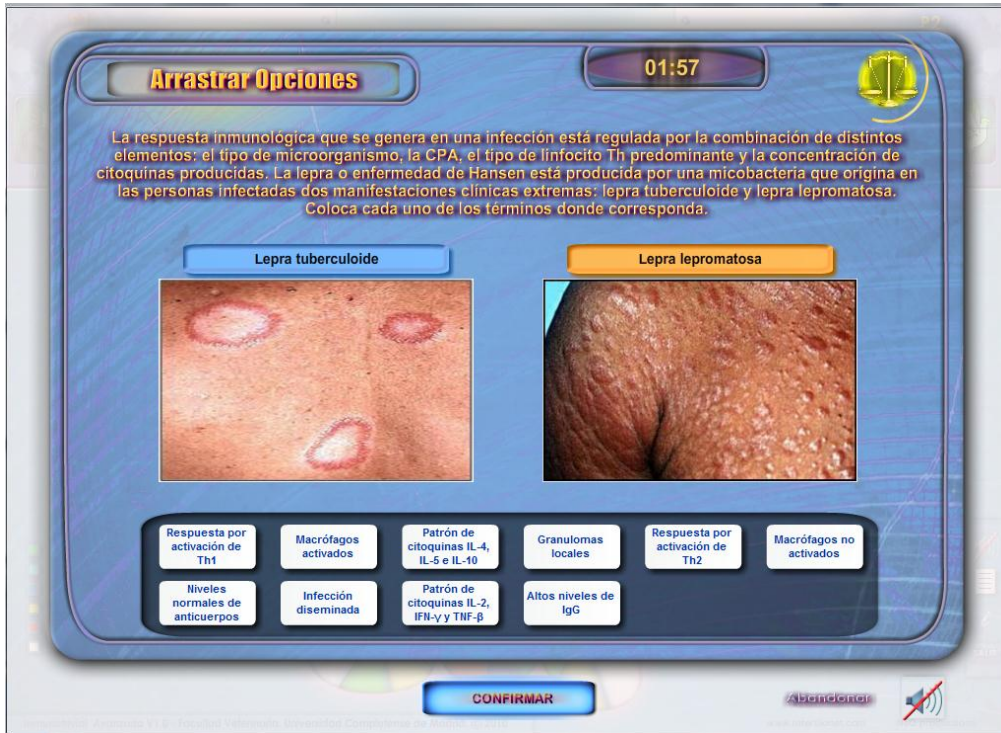 Arrastrar Opciones
01:57
La respuesta inmunológica que se genera en una infección está regulada por la combinación de distintos
elementos: el tipo de microorganismo, la CPA, el tipo de linfocito Th predominante y la concentración de
citoquinas producidas. La lepra o enfermedad de Hansen está producida por una micobacteria que origina en
las personas infectadas dos manifestaciones clínicas extremas: lepra tuberculoide y lepra lepromatosa.
Coloca cada uno de los términos donde corresponda.
Lepra tuberculoide
Lepra lepromatosa
Respuesta por
activación de
Th1
Macrófagos
activados
Patrón de
citoquinas IL-4,
IL-5 e IL-10
Granulomas
locales
Respuesta por
activación de
Th2
Macrófagos no
activados
Niveles
normales de
anticuerpos
Infección
diseminada
Patrón de
citoquinas IL-2,
IFN-γ y TNF-β
Altos niveles de
IgG
CONFIRMAR
Abandonar